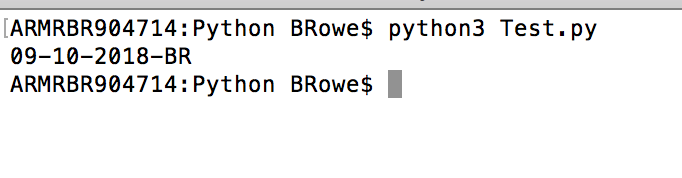 [ARMRBR904714:Python BRowe$ python3 Test.py
09-10-2018-BR
ARMRBR904714:Python BRowe$